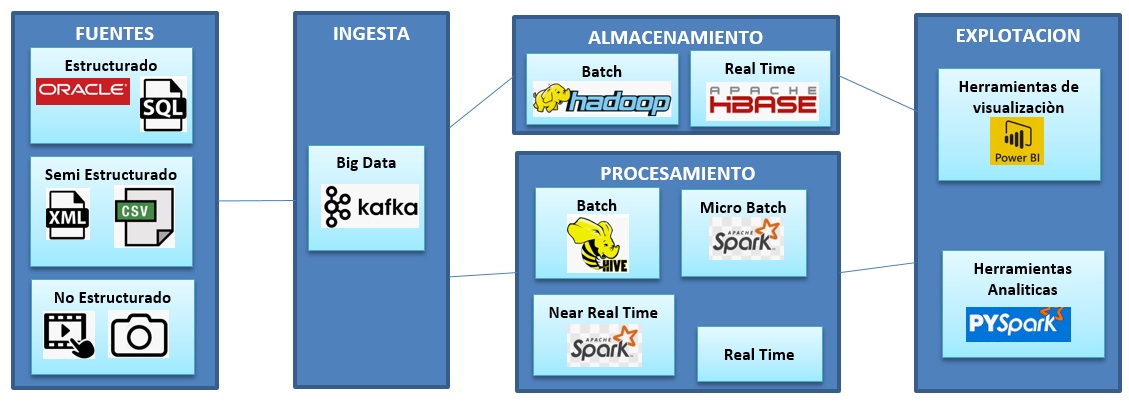 FUENTES
Estructurado
ORACLE
SQL
Semi Estructurado
XML
CSV
No Estructurado
INGESTA
Big Data
kafka
ALMACENAMIENTO
Batch
hadoop
Real Time
APACHE
HBASE
PROCESAMIENTO
Batch
HIVE
Micro Batch
APACHE
Spark
Near Real Time
APACHE
Spark
Real Time
EXPLOTACION
Herramientas de
visualizaciòn
Power BI
Herramientas
Analiticas
PYSpark